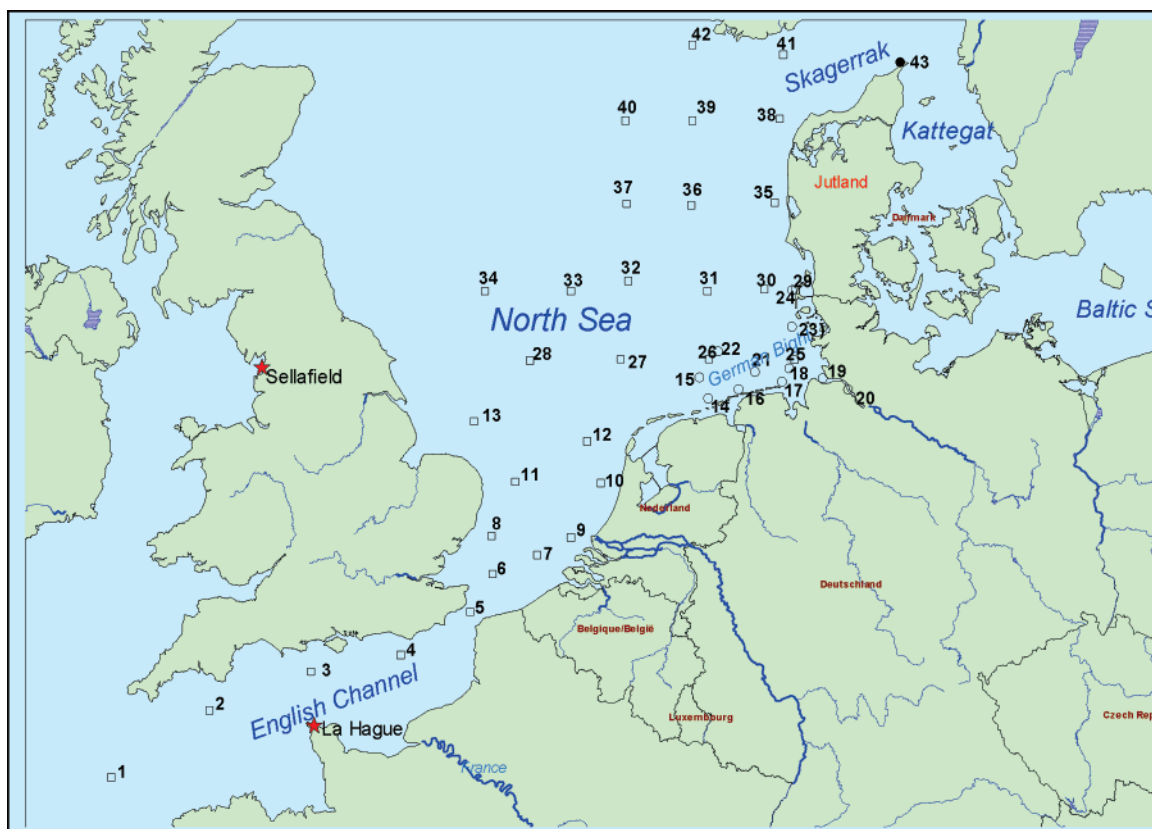 42
41
Skagerrak
43
40
39
38
Kattegat
Jutland
37
36
35
Danmark
34
33
32
31
30
29
24
Baltic S
North Sea
23)
28
27
26
22
21
25
German Bight
15
18
19
Sellafield
14
16
17
20
13
12
11
10
Nederland
8
9
7
6
Deutschland
5
Belgique/België
4
3
English Channel
2
Luxembourg
Czech Rep
La Hague
France
1